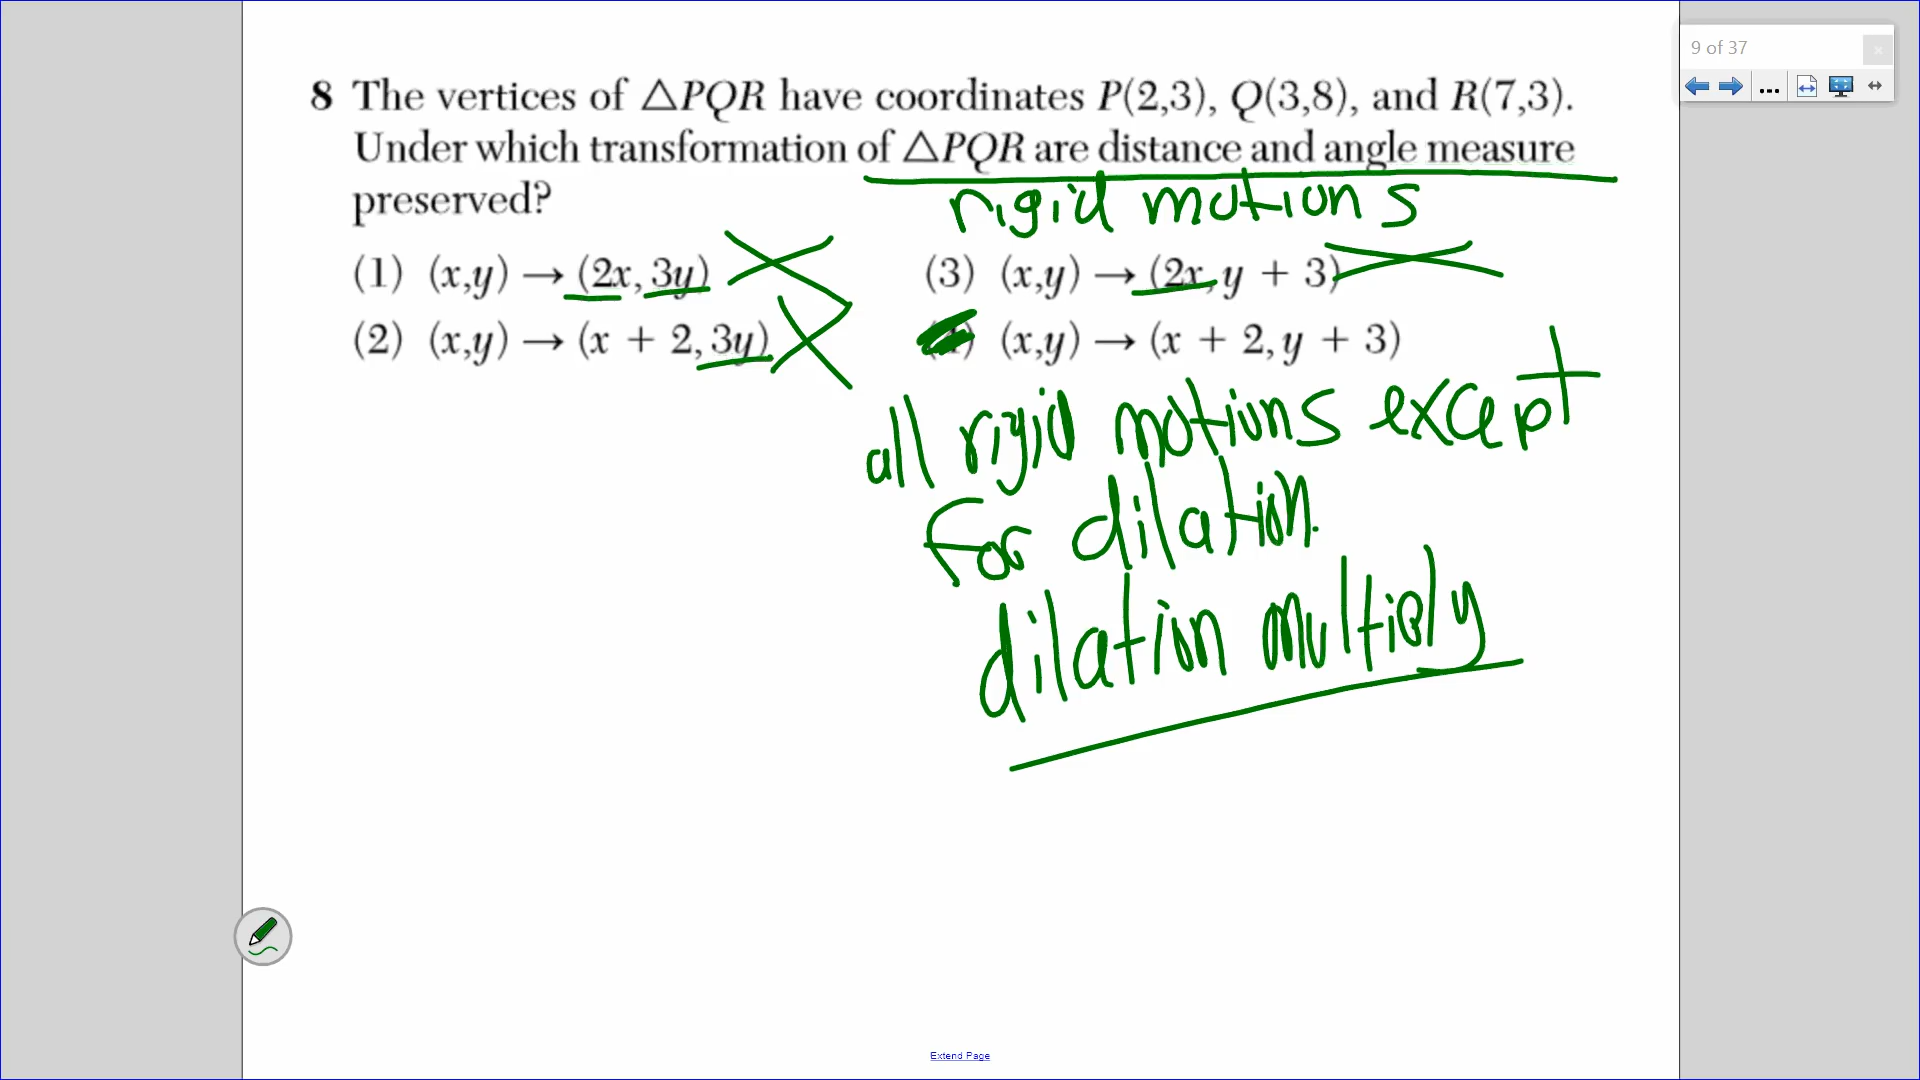 9 of 37
8 The vertices of △PQR have coordinates P(2,3), Q(3,8), and R(7,3).
Under which transformation of △PQR are distance and angle measure
preserved?
rigid motions
(1) (x,y) → (2x, 3y)
(2) (x,y) → (x + 2, 3y)
(3) (x,y) → (2x, y + 3)
(x,y) → (x + 2, y + 3)
all rigid motions except
for dilation.
dilation multiply
Extend Page